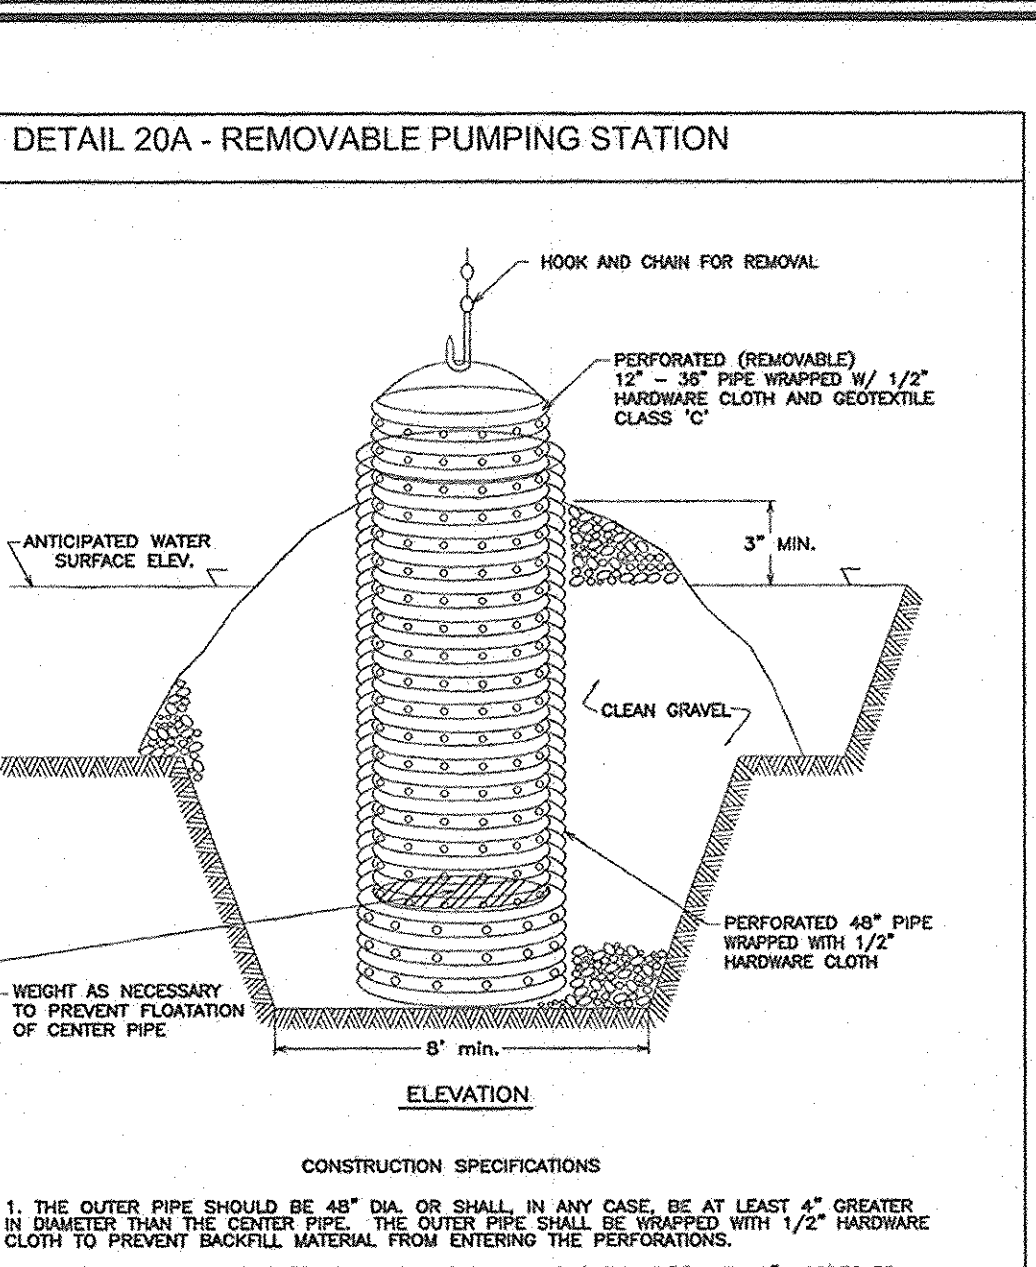 DETAIL 20A - REMOVABLE PUMPING STATION
HOOK AND CHAIN FOR REMOVAL
PERFORATED (REMOVABLE)
12" - 36" PIPE WRAPPED W/ 1/2"
HARDWARE CLOTH AND GEOTEXTILE
CLASS 'C'
ANTICIPATED WATER
SURFACE ELEV.
3" MIN.
CLEAN GRAVEL
PERFORATED 48" PIPE
WRAPPED WITH 1/2"
HARDWARE CLOTH
WEIGHT AS NECESSARY
TO PREVENT FLOATATION
OF CENTER PIPE
8' min.
ELEVATION
CONSTRUCTION SPECIFICATIONS
1. THE OUTER PIPE SHOULD BE 48" DIA. OR SHALL, IN ANY CASE, BE AT LEAST 4" GREATER
IN DIAMETER THAN THE CENTER PIPE. THE OUTER PIPE SHALL BE WRAPPED WITH 1/2" HARDWARE
CLOTH TO PREVENT BACKFILL MATERIAL FROM ENTERING THE PERFORATIONS.